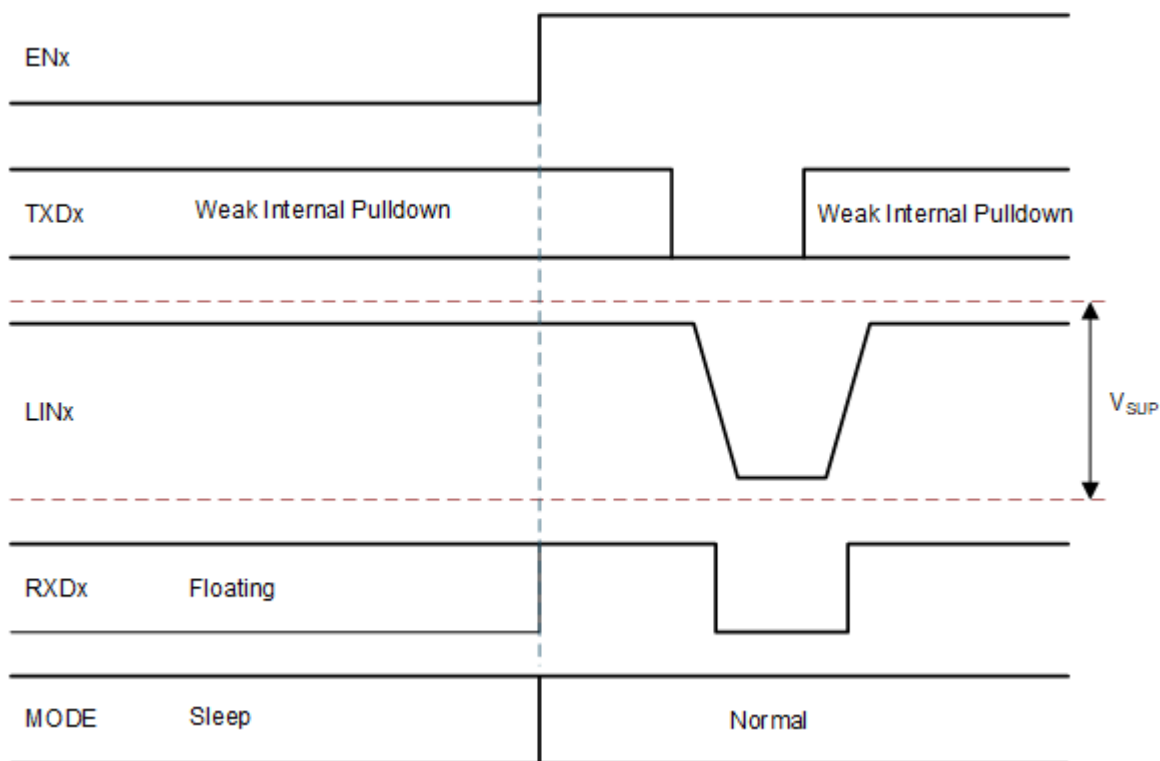 ENx
TXDx
Weak Internal Pulldown
Weak Internal Pulldown
LINx
VSUP
RXDx
Floating
MODE
Sleep
Normal